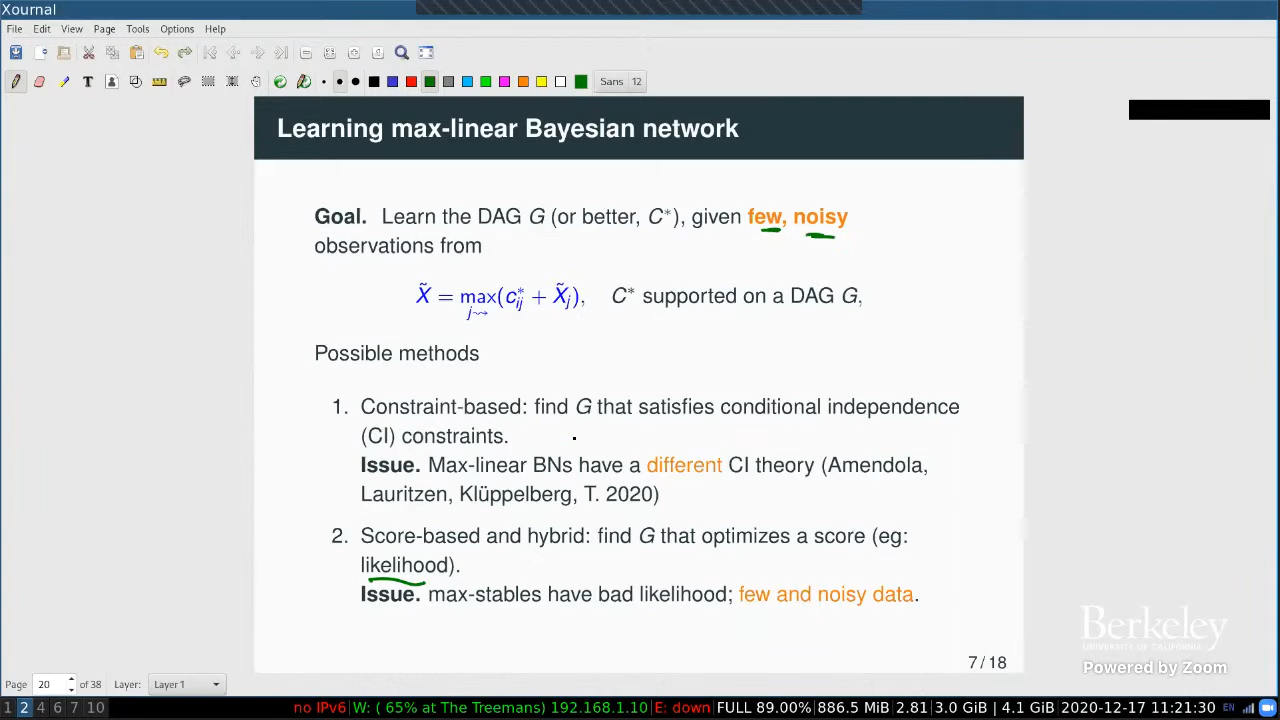 Xournal
File Edit View Page Tools Options Help
Sans 12
Learning max-linear Bayesian network
Goal. Learn the DAG G (or better, C*), given few, noisy
observations from
X̃ = max(c*ij + X̃j), C* supported on a DAG G,
j⇝
Possible methods
1. Constraint-based: find G that satisfies conditional independence
(CI) constraints.
Issue. Max-linear BNs have a different CI theory (Amendola,
Lauritzen, Klüppelberg, T. 2020)
2. Score-based and hybrid: find G that optimizes a score (eg:
likelihood).
Issue. max-stables have bad likelihood; few and noisy data.
7 / 18
Berkeley
UNIVERSITY OF CALIFORNIA
Powered by Zoom
Page 20 of 38 Layer: Layer 1
1 2 4 6 7 10 no IPv6| W: ( 65% at The Treemans) 192.168.1.10| E: down| FULL 89.00%| 886.5 MiB| 2.81| 3.0 GiB | 4.1 GiB| 2020-12-17 11:21:30 EN